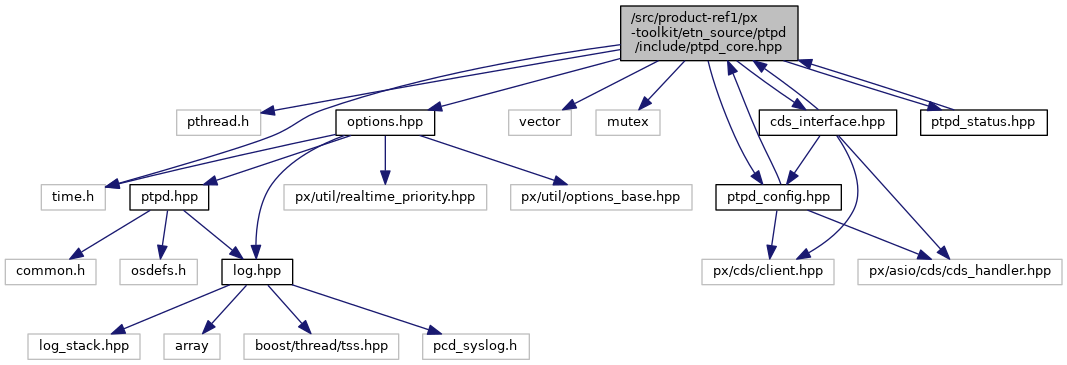 /src/product-ref1/px
-toolkit/etn_source/ptpd
/include/ptpd_core.hpp
pthread.h
options.hpp
vector
mutex
cds_interface.hpp
ptpd_status.hpp
time.h
ptpd.hpp
px/util/realtime_priority.hpp
px/util/options_base.hpp
ptpd_config.hpp
common.h
osdefs.h
log.hpp
px/cds/client.hpp
px/asio/cds/cds_handler.hpp
log_stack.hpp
array
boost/thread/tss.hpp
pcd_syslog.h